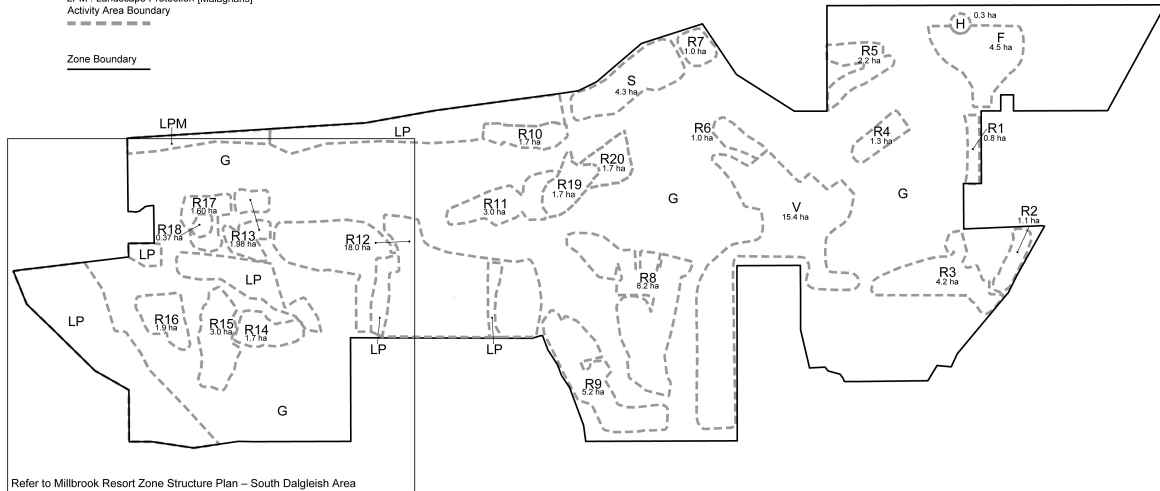 LPM : Landscape Protection [Malaghans]
Activity Area Boundary
Zone Boundary
H
0.3 ha
F
4.5 ha
R7
1.0 ha
R5
2.2 ha
S
4.3 ha
LPM
LP
R10
1.7 ha
R6
1.0 ha
R4
1.3 ha
R1
0.8 ha
G
R20
1.7 ha
R19
1.7 ha
R17
1.60 ha
R11
3.0 ha
G
V
15.4 ha
G
R2
1.1 ha
R18
0.37 ha
R13
1.98 ha
R12
18.0 ha
LP
LP
R8
8.2 ha
R3
4.2 ha
LP
R16
1.9 ha
R15
3.0 ha
R14
1.7 ha
LP
LP
R9
5.2 ha
G
Refer to Millbrook Resort Zone Structure Plan – South Dalgleish Area